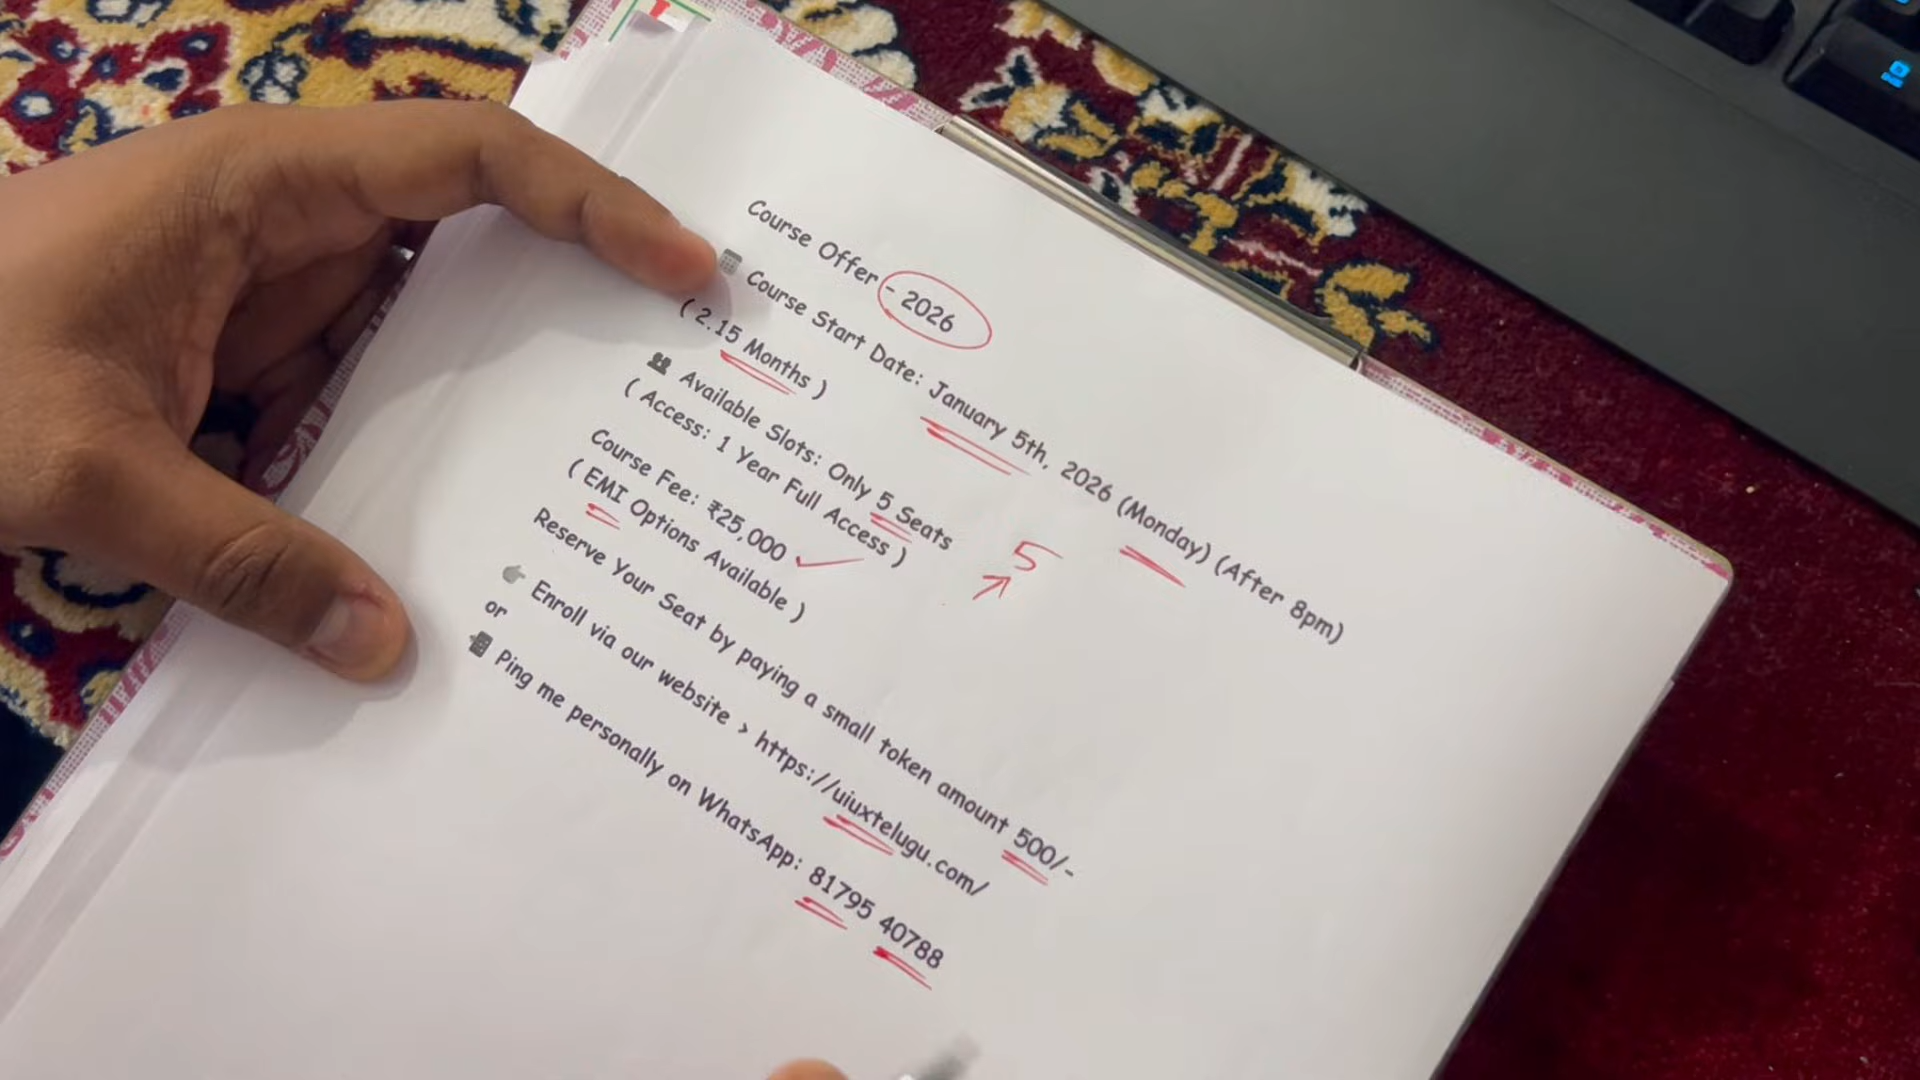 Course Offer - 2026
Course Start Date: January 5th, 2026 (Monday) (After 8pm)
( 2.15 Months )
Available Slots: Only 5 Seats
( Access: 1 Year Full Access )
5
Course Fee: ₹25,000
( EMI Options Available )
Reserve Your Seat by paying a small token amount 500/-
Enroll via our website > https://uiuxtelugu.com/
or
Ping me personally on WhatsApp: 81795 40788